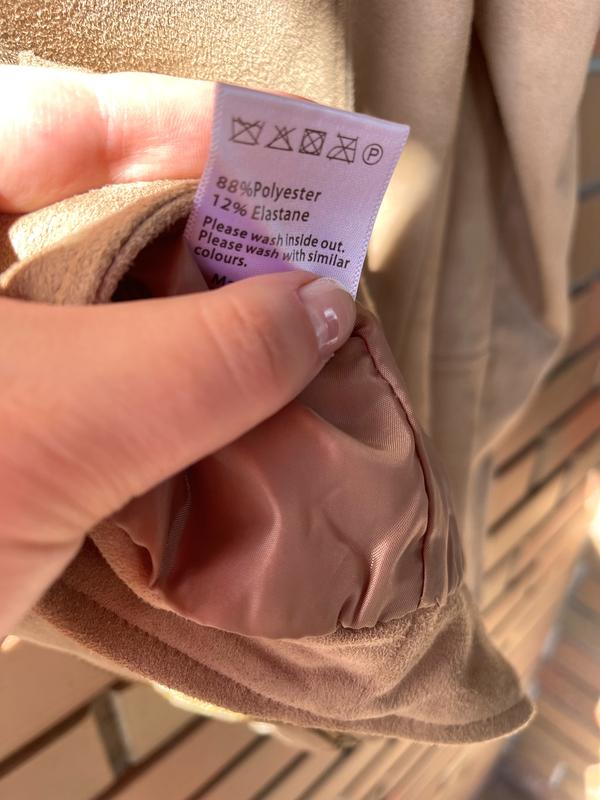 P
88%Polyester
12% Elastane
Please wash inside out.
Please wash with similar
colours.